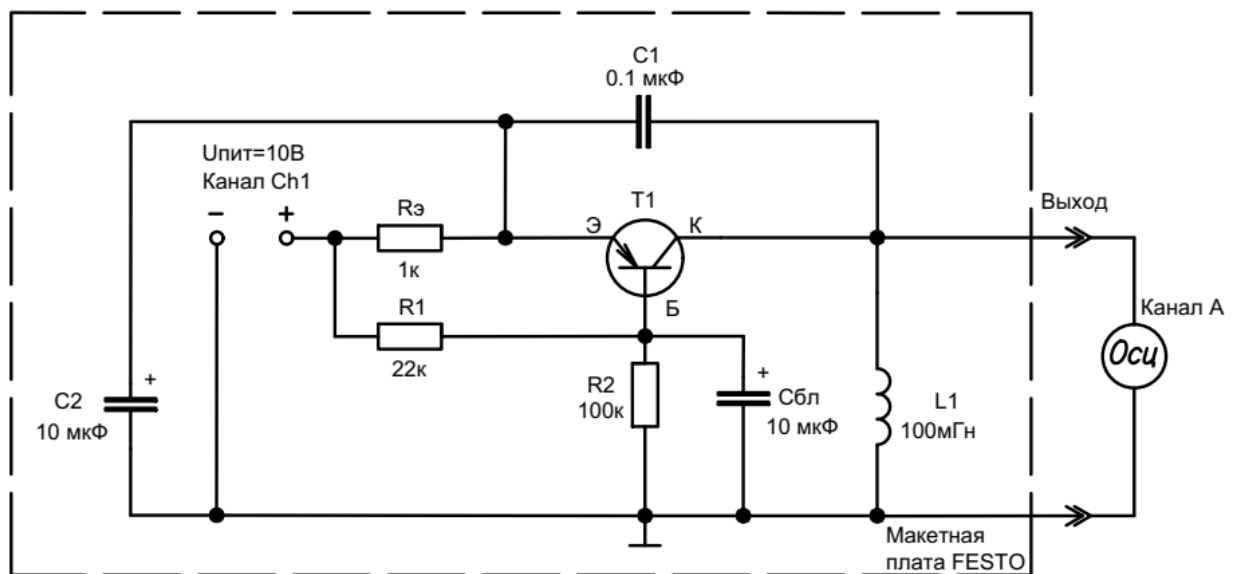 C1
0.1 мкФ
Uпит=10В
Канал Ch1
-
+
Rэ
1к
R1
22к
Э
T1
К
Б
Выход
Канал А
Осц
C2
+
10 мкФ
R2
100к
+
Сбл
10 мкФ
L1
100мГн
Макетная
плата FESTO